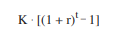 K · [(1 + r)^t − 1]